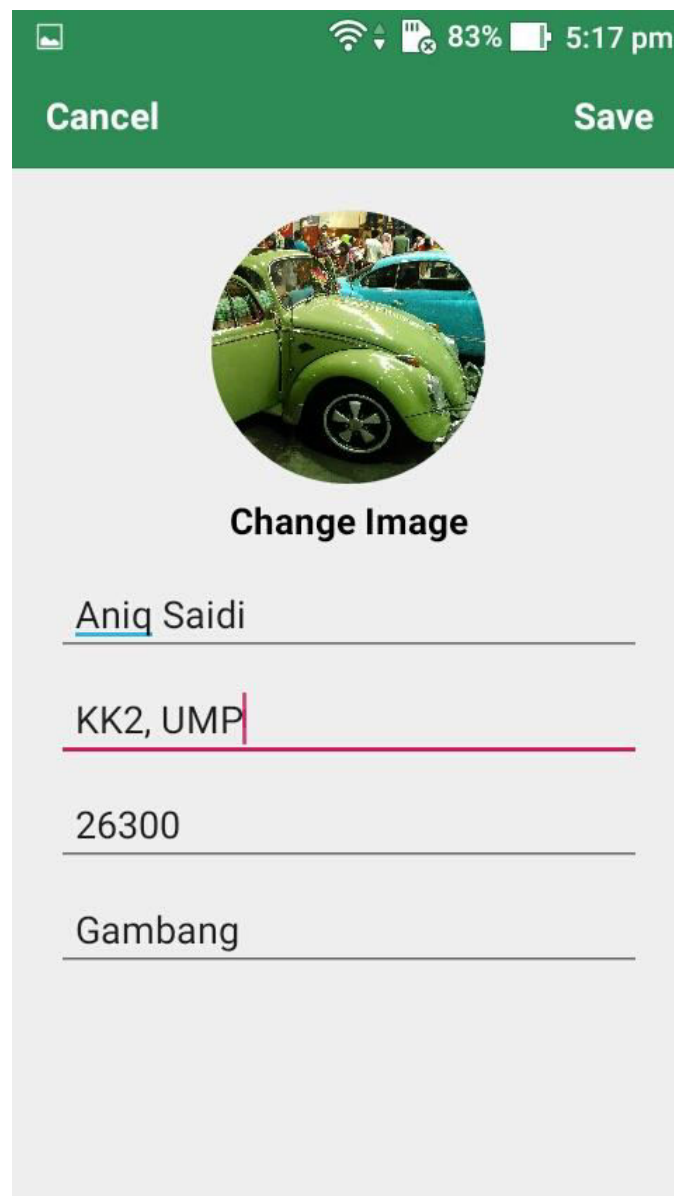 83% 5:17 pm
Cancel Save
Change Image
Aniq Saidi
KK2, UMP
26300
Gambang